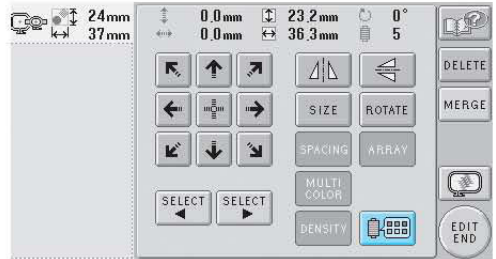 24mm 0.0mm 23.2mm 0°
37mm 0.0mm 36.3mm 5
DELETE
SIZE ROTATE MERGE
SPACING ARRAY
MULTI COLOR
SELECT SELECT
DENSITY
EDIT END